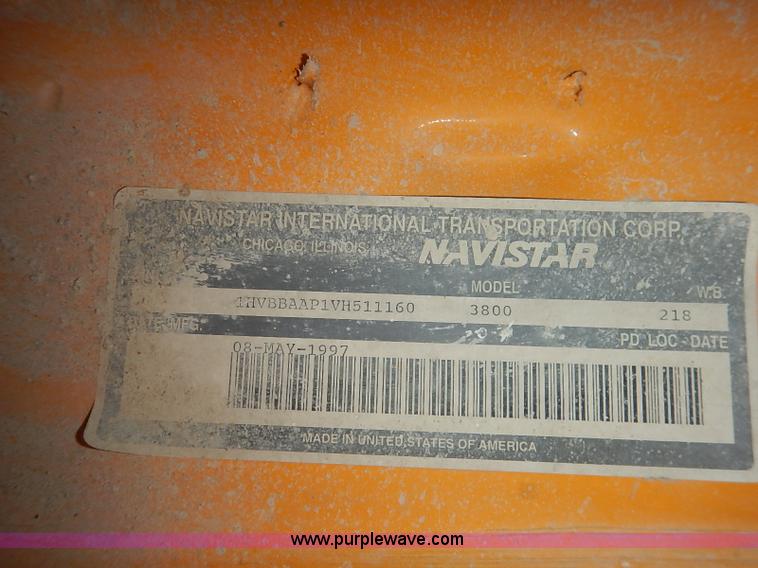 NAVISTAR INTERNATIONAL TRANSPORTATION CORP.
CHICAGO, ILLINOIS NAVISTAR
MODEL W.B.
1HVBBAAP1VH511160 3800 218
DATE MFG. PD LOC - DATE
08-MAY-1997
MADE IN UNITED STATES OF AMERICA
www.purplewave.com